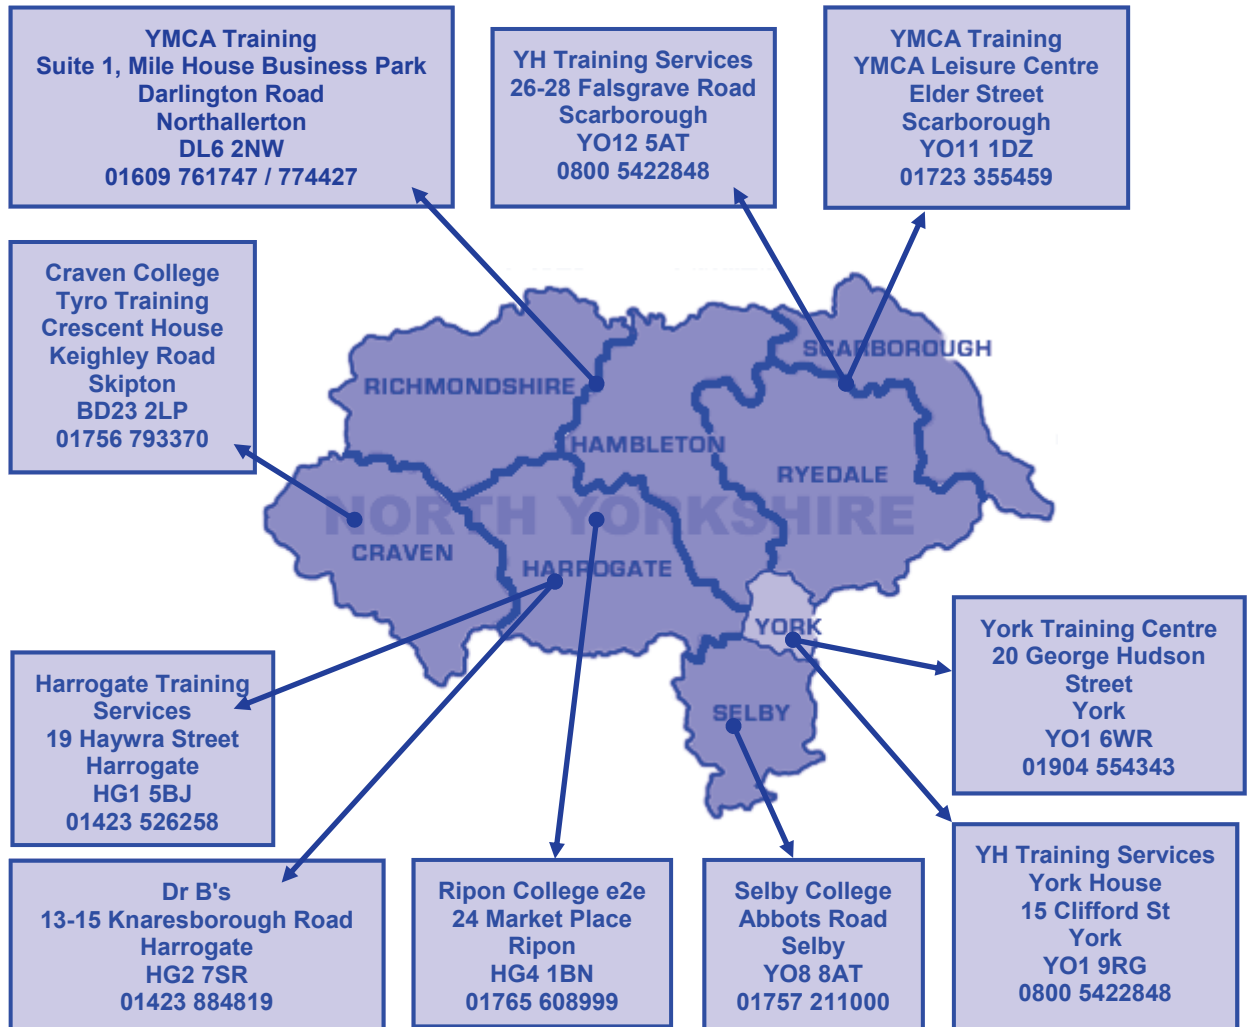 YMCA Training
Suite 1, Mile House Business Park
Darlington Road
Northallerton
DL6 2NW
01609 761747 / 774427
YH Training Services
26-28 Falsgrave Road
Scarborough
YO12 5AT
0800 5422848
YMCA Training
YMCA Leisure Centre
Elder Street
Scarborough
YO11 1DZ
01723 355459
Craven College
Tyro Training
Crescent House
Keighley Road
Skipton
BD23 2LP
01756 793370
SCARBOROUGH
RICHMONDSHIRE
HAMBLETON
RYEDALE
NORTH YORKSHIRE
CRAVEN
HARROGATE
YORK
SELBY
Harrogate Training
Services
19 Haywra Street
Harrogate
HG1 5BJ
01423 526258
York Training Centre
20 George Hudson
Street
York
YO1 6WR
01904 554343
Dr B's
13-15 Knaresborough Road
Harrogate
HG2 7SR
01423 884819
Ripon College e2e
24 Market Place
Ripon
HG4 1BN
01765 608999
Selby College
Abbots Road
Selby
YO8 8AT
01757 211000
YH Training Services
York House
15 Clifford St
York
YO1 9RG
0800 5422848